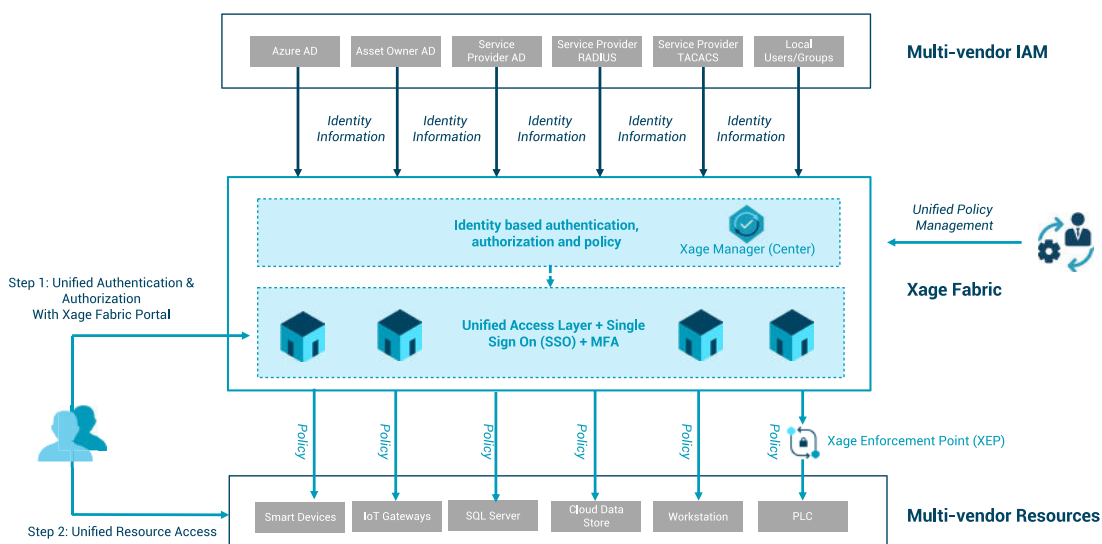 Azure AD
Asset Owner AD
Service
Provider AD
Service Provider
RADIUS
Service Provider
TACACS
Local
Users/Groups
Multi-vendor IAM
Identity
Information
Identity
Information
Identity
Information
Identity
Information
Identity
Information
Identity based authentication,
authorization and policy
Xage Manager (Center)
Unified Policy
Management
Xage Fabric
Step 1: Unified Authentication &
Authorization
With Xage Fabric Portal
Unified Access Layer + Single
Sign On (SSO) + MFA
Policy
Policy
Policy
Policy
Policy
Policy
Xage Enforcement Point (XEP)
Smart Devices
IoT Gateways
SQL Server
Cloud Data
Store
Workstation
PLC
Multi-vendor Resources
Step 2: Unified Resource Access